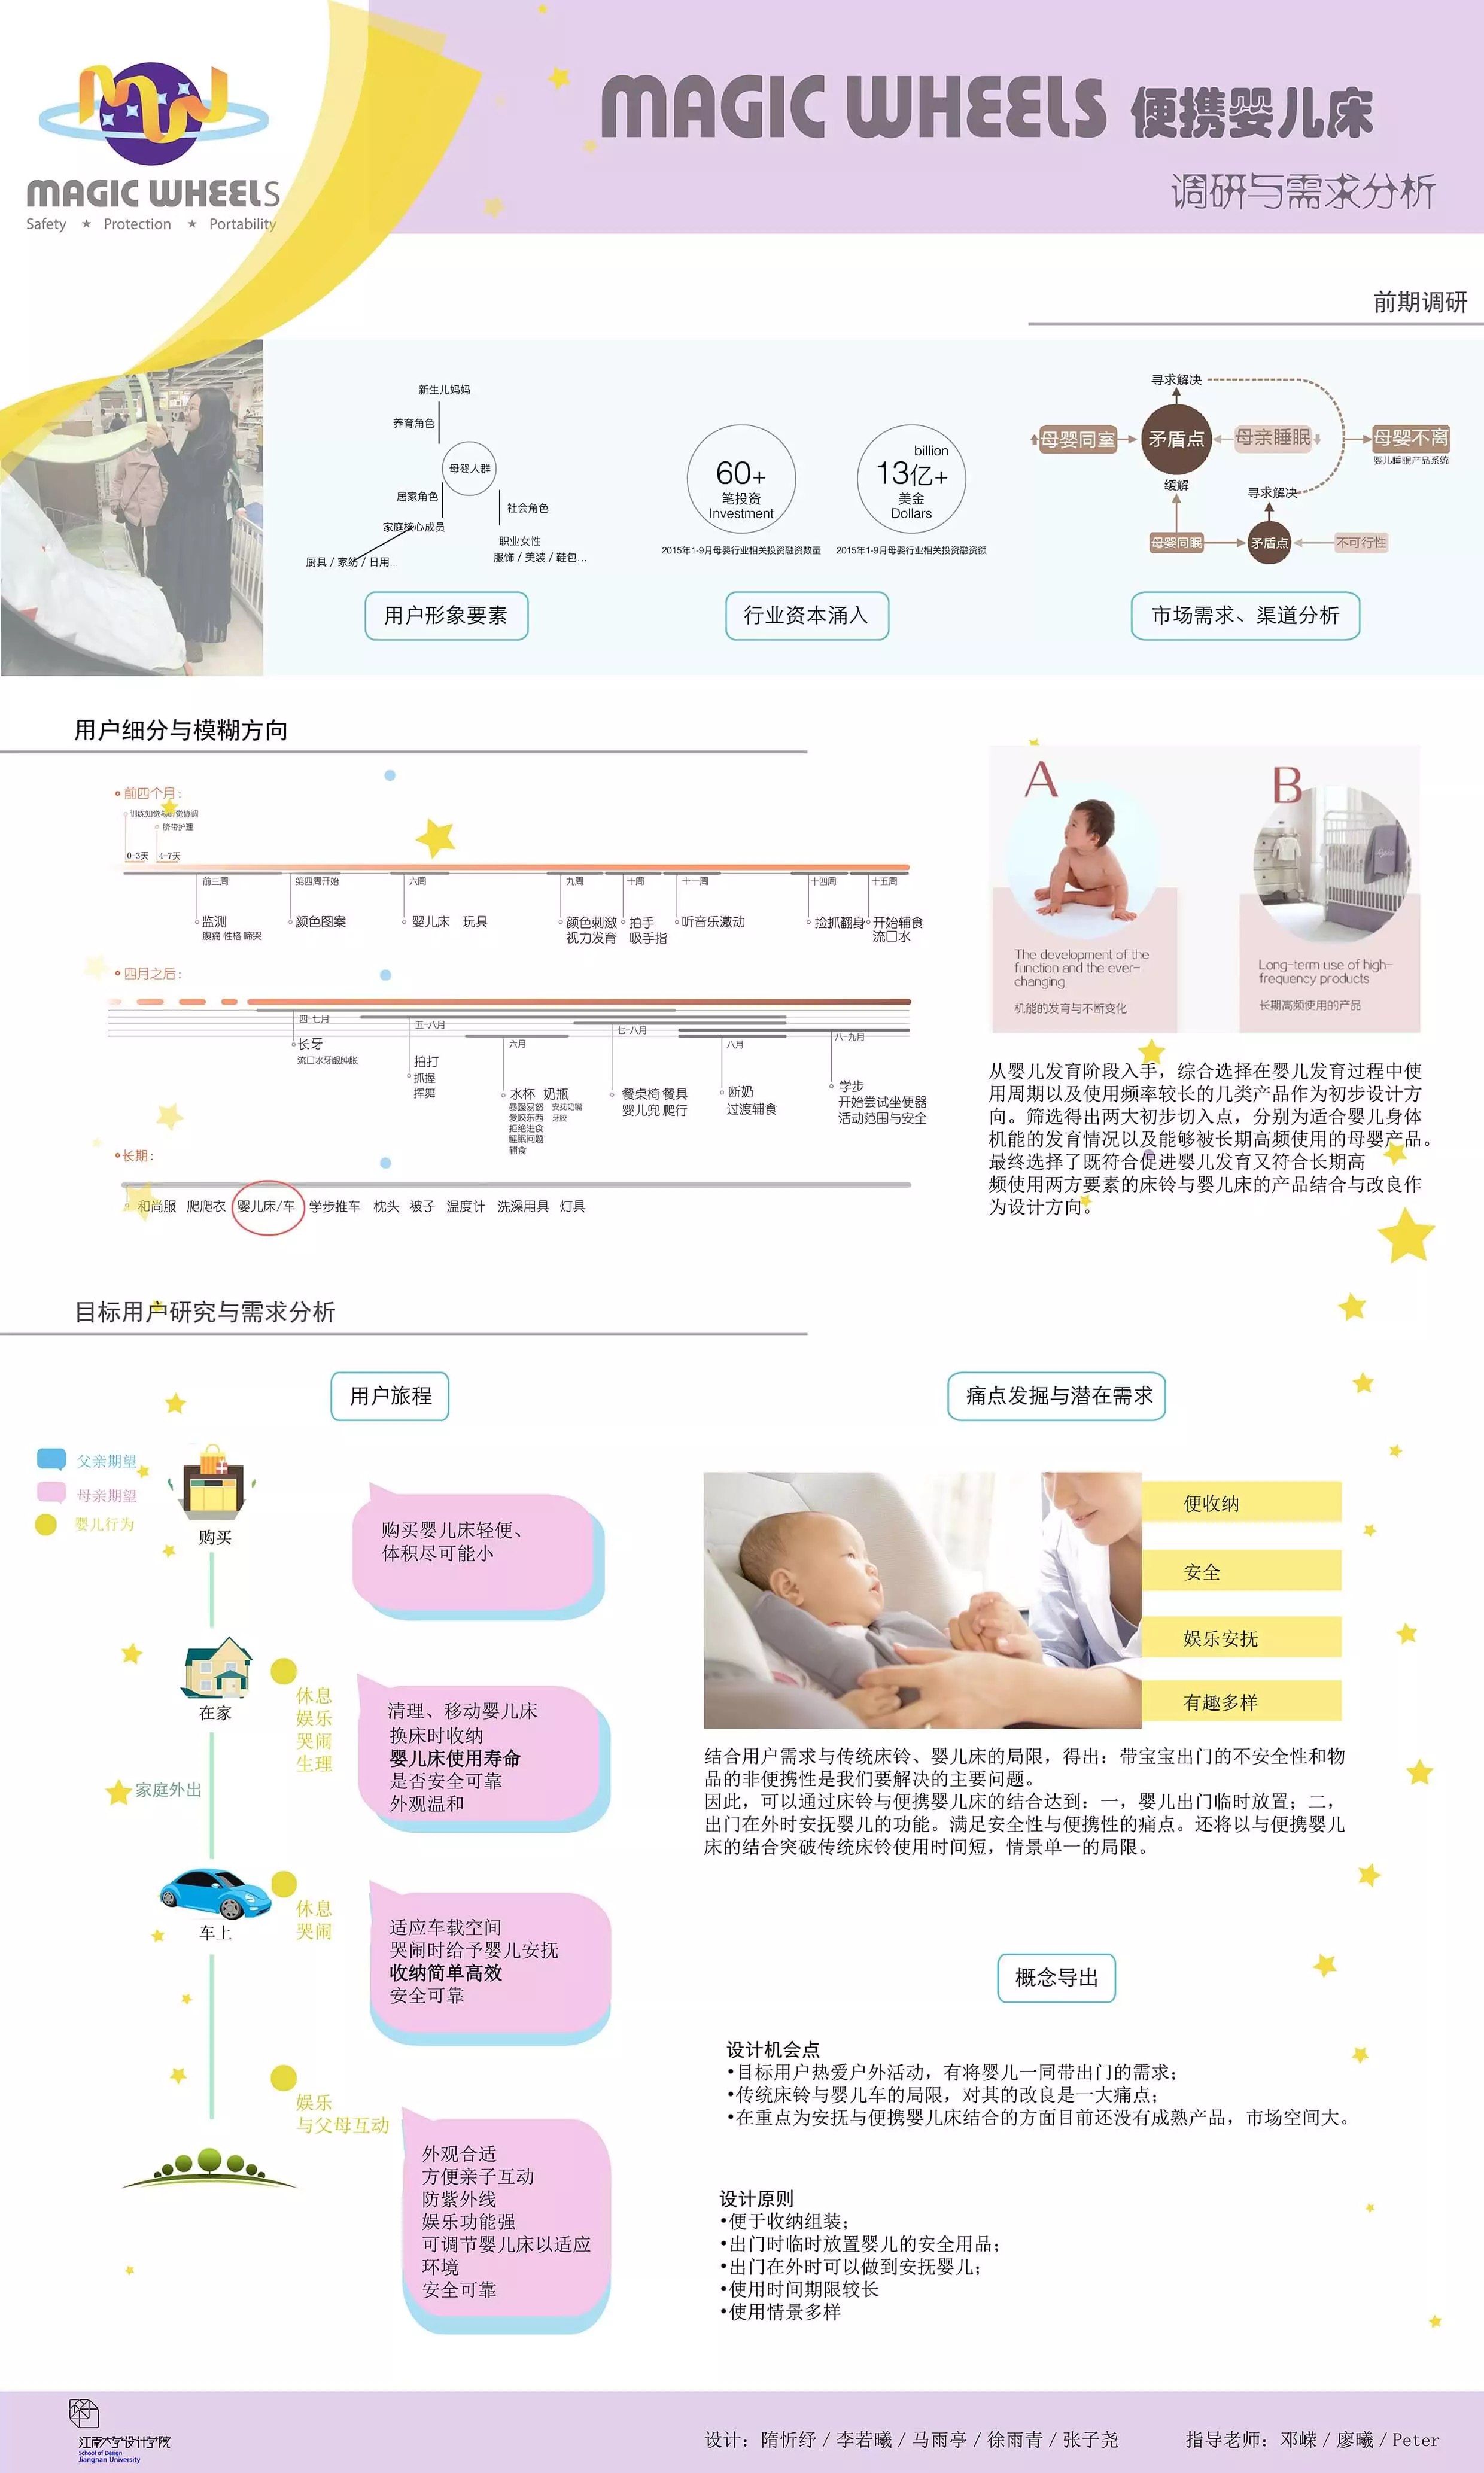 MW
MAGIC WHEELS
Safety ★ Protection ★ Portability
MAGIC WHEELS 便携婴儿床
调研与需求分析
前期调研
新生儿妈妈
养育角色
母婴人群
居家角色
社会角色
家庭核心成员
职业女性
厨具 / 家纺 / 日用...
服饰 / 美装 / 鞋包...
用户形象要素
60+
笔投资
Investment
2015年1-9月母婴行业相关投资融资数量
billion
13亿+
美金
Dollars
2015年1-9月母婴行业相关投资融资额
行业资本涌入
寻求解决
母婴同室
矛盾点
母亲睡眠
母婴不离
婴儿睡眠产品系统
缓解
寻求解决
母婴同眠
矛盾点
不可行性
市场需求、渠道分析
用户细分与模糊方向
前四个月:
脐带护理
0-3天 4-7天
前三周
第四周开始
六周
九周
十周
十一周
十四周
十五周
监测
腹痛 性格 啼哭
颜色图案
婴儿床 玩具
颜色刺激
视力发育
拍手
吸手指
听音乐激动
捡抓翻身
开始辅食
流口水
四月之后:
四-七月
五-八月
六月
七-八月
八月
八-九月
长牙
流口水牙龈肿胀
拍打
抓握
挥舞
水杯 奶瓶
暴躁易怒 安抚奶嘴
爱咬东西 牙胶
拒绝进食
睡眠问题
辅食
餐桌椅 餐具
婴儿兜 爬行
断奶
过渡辅食
学步
开始尝试坐便器
活动范围与安全
长期:
和尚服 爬爬衣 婴儿床/车 学步推车 枕头 被子 温度计 洗澡用具 灯具
A
The development of the
function and the ever-
changing
机能的发育与不断变化
B
Long-term use of high-
frequency products
长期高频使用的产品
从婴儿发育阶段入手，综合选择在婴儿发育过程中使
用周期以及使用频率较长的几类产品作为初步设计方
向。筛选得出两大初步切入点，分别为适合婴儿身体
机能的发育情况以及能够被长期高频使用的母婴产品。
最终选择了既符合促进婴儿发育又符合长期高
频使用两方要素的床铃与婴儿床的产品结合与改良作
为设计方向。
目标用户研究与需求分析
用户旅程
父亲期望
母亲期望
婴儿行为
购买
购买婴儿床轻便、
体积尽可能小
在家
休息
娱乐
哭闹
生理
清理、移动婴儿床
换床时收纳
婴儿床使用寿命
是否安全可靠
外观温和
家庭外出
车上
休息
哭闹
适应车载空间
哭闹时给予婴儿安抚
收纳简单高效
安全可靠
娱乐
与父母互动
外观合适
方便亲子互动
防紫外线
娱乐功能强
可调节婴儿床以适应
环境
安全可靠
痛点发掘与潜在需求
便收纳
安全
娱乐安抚
有趣多样
结合用户需求与传统床铃、婴儿床的局限，得出：带宝宝出门的不安全性和物
品的非便携性是我们要解决的主要问题。
因此，可以通过床铃与便携婴儿床的结合达到：一，婴儿出门临时放置；二，
出门在外时安抚婴儿的功能。满足安全性与便携性的痛点。还将以与便携婴儿
床的结合突破传统床铃使用时间短，情景单一的局限。
概念导出
设计机会点
•目标用户热爱户外活动，有将婴儿一同带出门的需求；
•传统床铃与婴儿车的局限，对其的改良是一大痛点；
•在重点为安抚与便携婴儿床结合的方面目前还没有成熟产品，市场空间大。
设计原则
•便于收纳组装；
•出门时临时放置婴儿的安全用品；
•出门在外时可以做到安抚婴儿；
•使用时间期限较长
•使用情景多样
江南大学设计学院
School of Design
Jiangnan University
设计：隋忻纾 / 李若曦 / 马雨亭 / 徐雨青 / 张子尧
指导老师：邓嵘 / 廖曦 / Peter